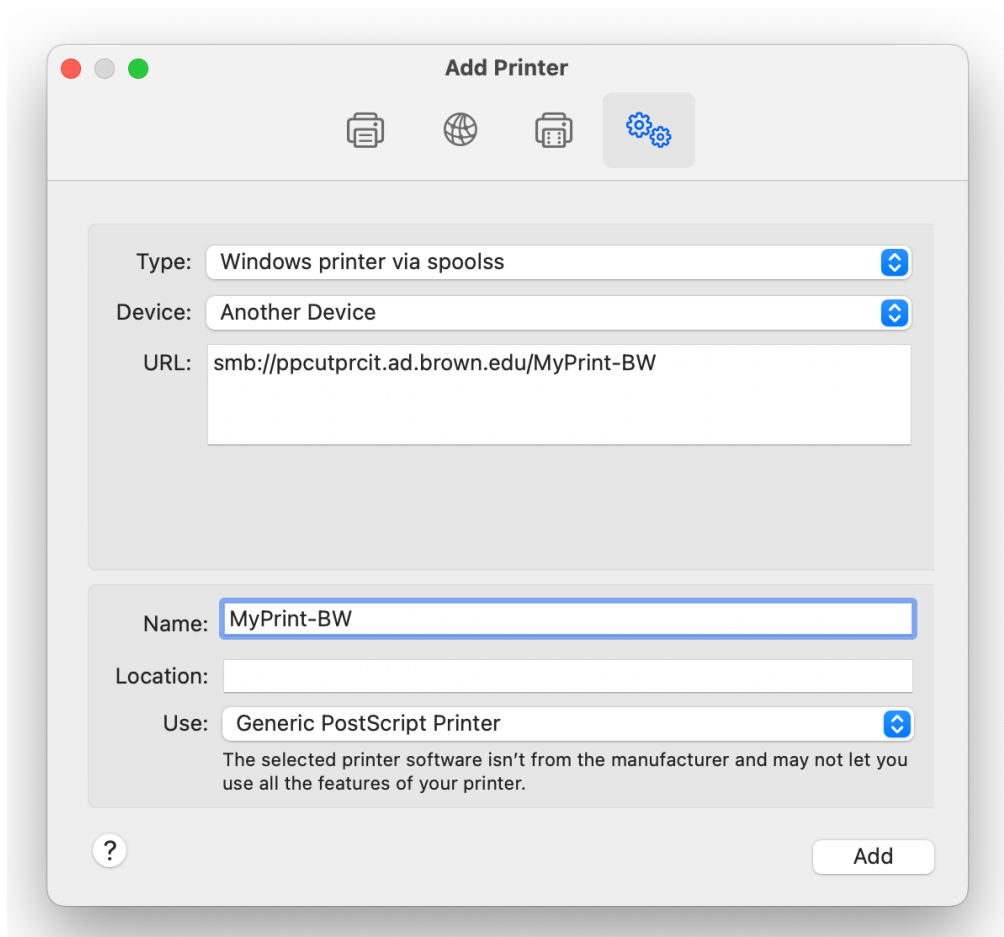 Add Printer
Type: Windows printer via spoolss
Device: Another Device
URL: smb://ppcutprcit.ad.brown.edu/MyPrint-BW
Name: MyPrint-BW
Location:
Use: Generic PostScript Printer
The selected printer software isn’t from the manufacturer and may not let you
use all the features of your printer.
? Add